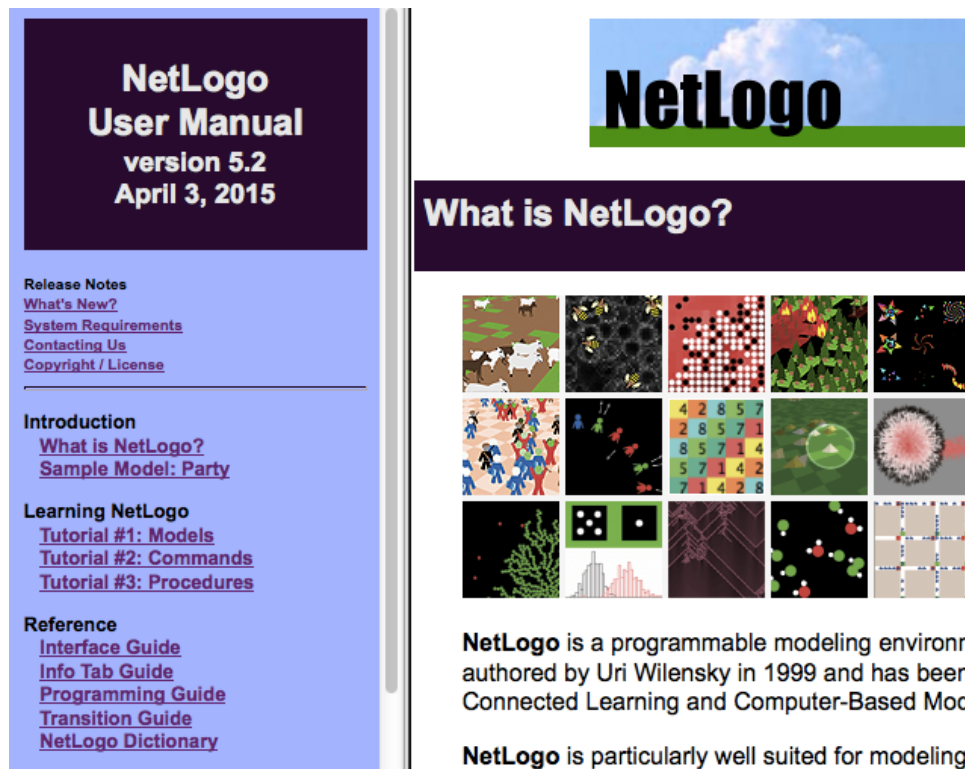 NetLogo
User Manual
version 5.2
April 3, 2015
Release Notes
What's New?
System Requirements
Contacting Us
Copyright / License
Introduction
What is NetLogo?
Sample Model: Party
Learning NetLogo
Tutorial #1: Models
Tutorial #2: Commands
Tutorial #3: Procedures
Reference
Interface Guide
Info Tab Guide
Programming Guide
Transition Guide
NetLogo Dictionary
NetLogo
What is NetLogo?
4 2 8 5 7
2 8 5 7 1
8 5 7 1 4
5 7 1 4 2
7 1 4 2 8
NetLogo is a programmable modeling environ
authored by Uri Wilensky in 1999 and has been
Connected Learning and Computer-Based Mod
NetLogo is particularly well suited for modeling